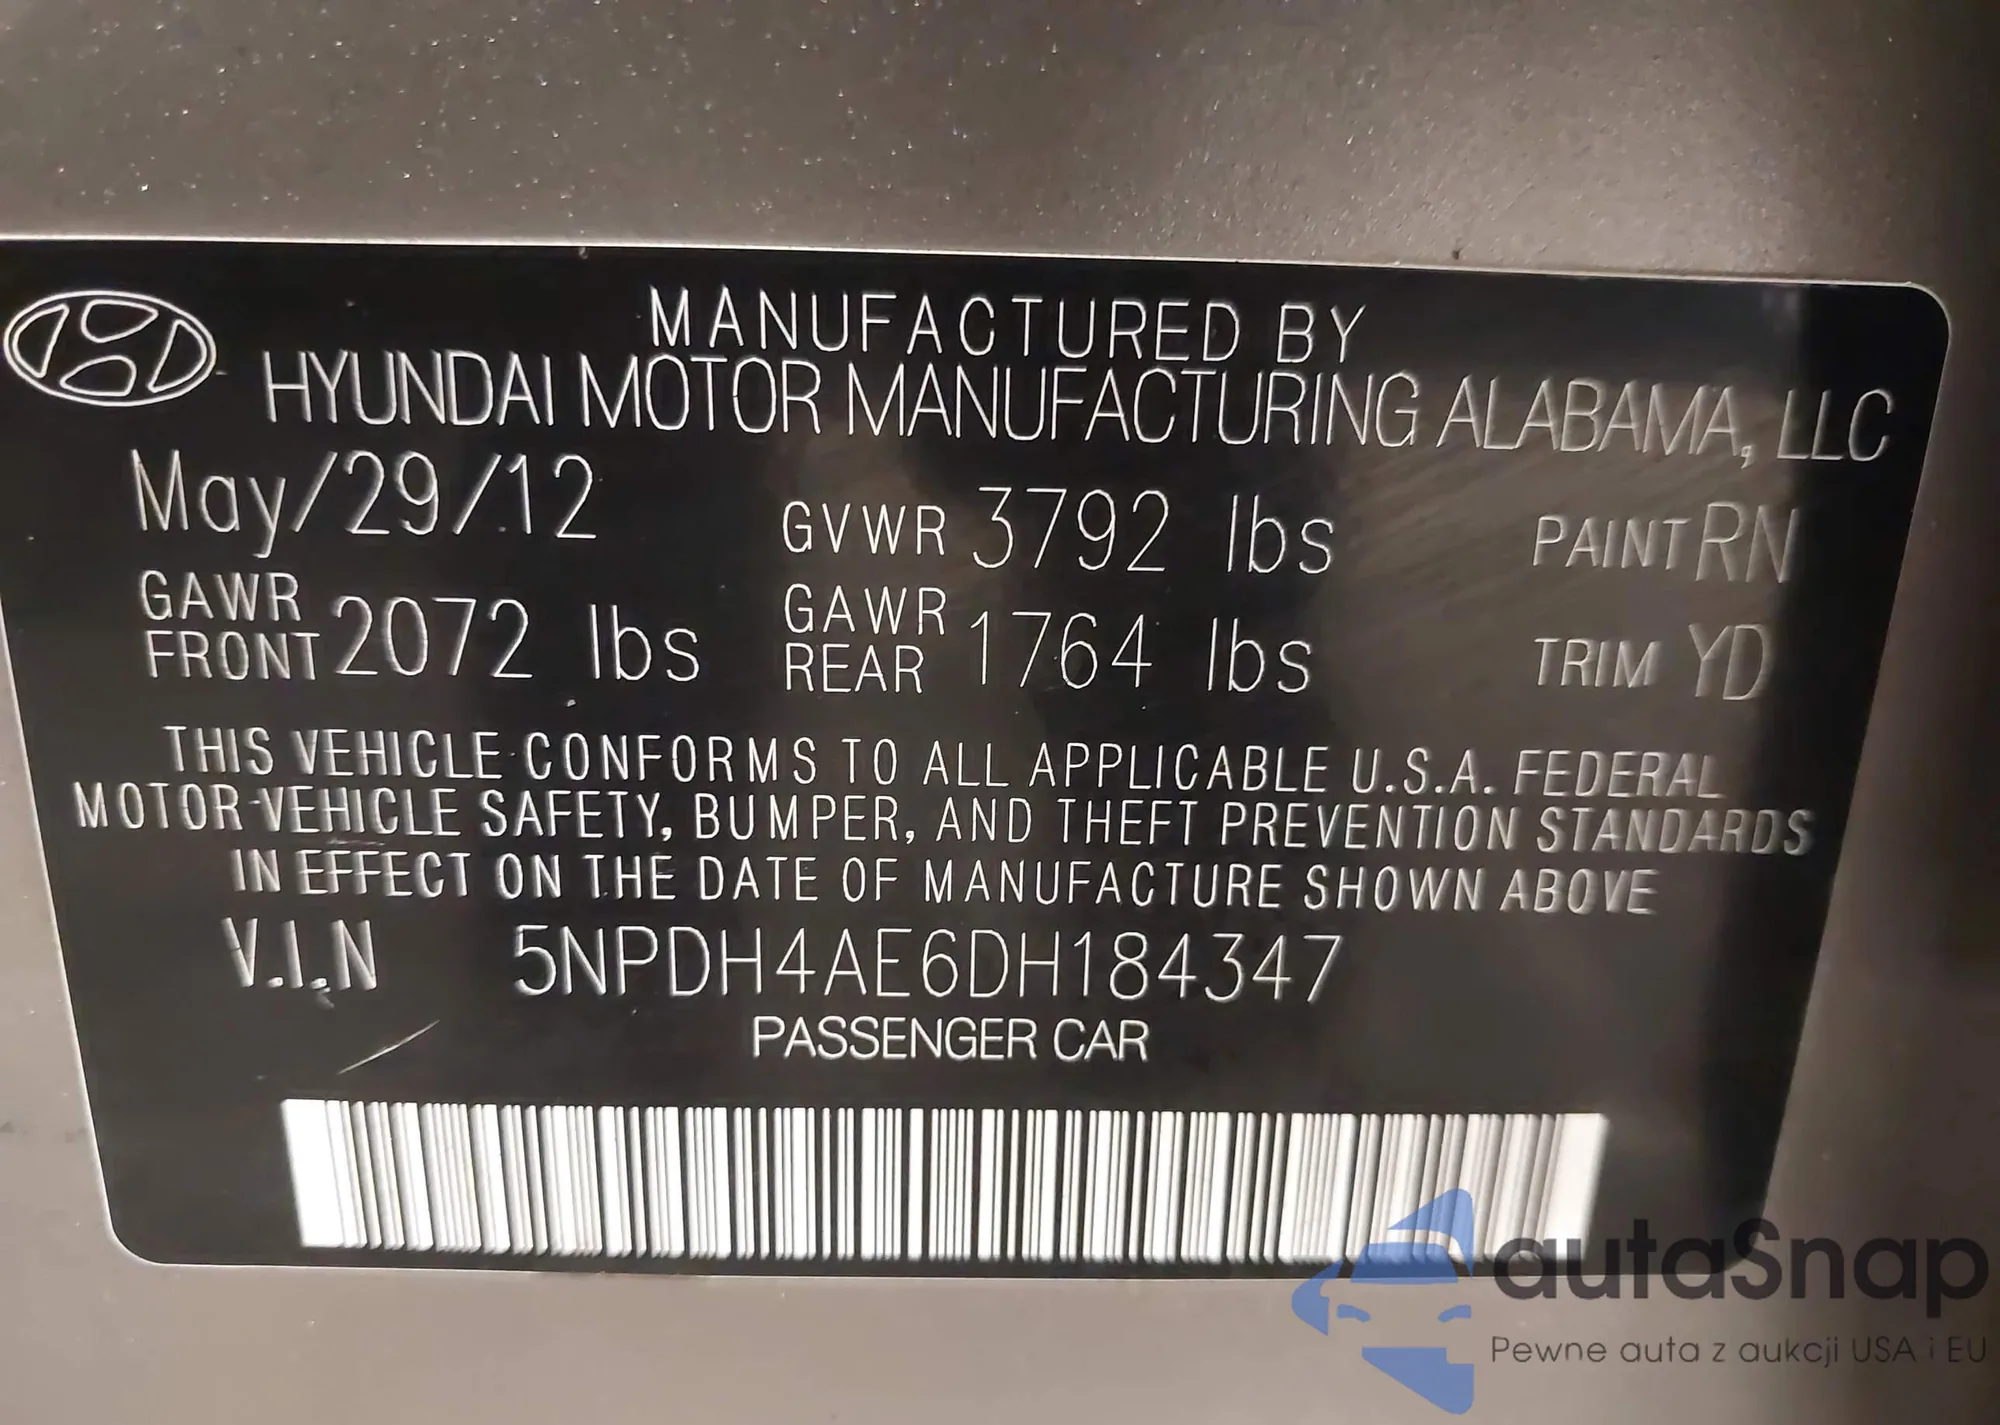 MANUFACTURED BY
HYUNDAI MOTOR MANUFACTURING ALABAMA, LLC
May/29/12 GVWR 3792 lbs PAINT RN
GAWR FRONT 2072 lbs GAWR REAR 1764 lbs TRIM YD
THIS VEHICLE CONFORMS TO ALL APPLICABLE U.S.A. FEDERAL
MOTOR VEHICLE SAFETY, BUMPER, AND THEFT PREVENTION STANDARDS
IN EFFECT ON THE DATE OF MANUFACTURE SHOWN ABOVE
V.I.N 5NPDH4AE6DH184347
PASSENGER CAR
autaSnap
Pewne auta z aukcji USA i EU